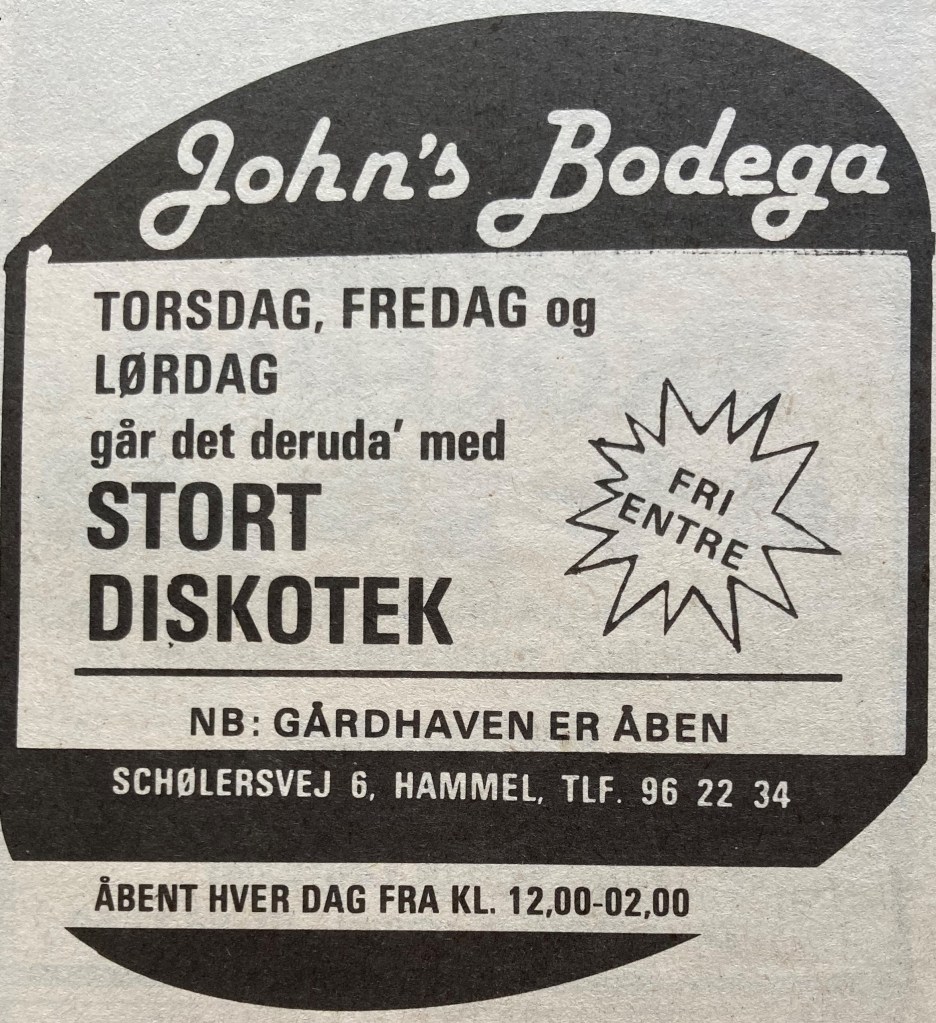 John's Bodega
TORSDAG, FREDAG og
LØRDAG
går det deruda' med
STORT
DISKOTEK
FRI
ENTRE
NB: GÅRDHAVEN ER ÅBEN
SCHØLERSVEJ 6, HAMMEL, TLF. 96 22 34
ÅBENT HVER DAG FRA KL. 12,00-02,00